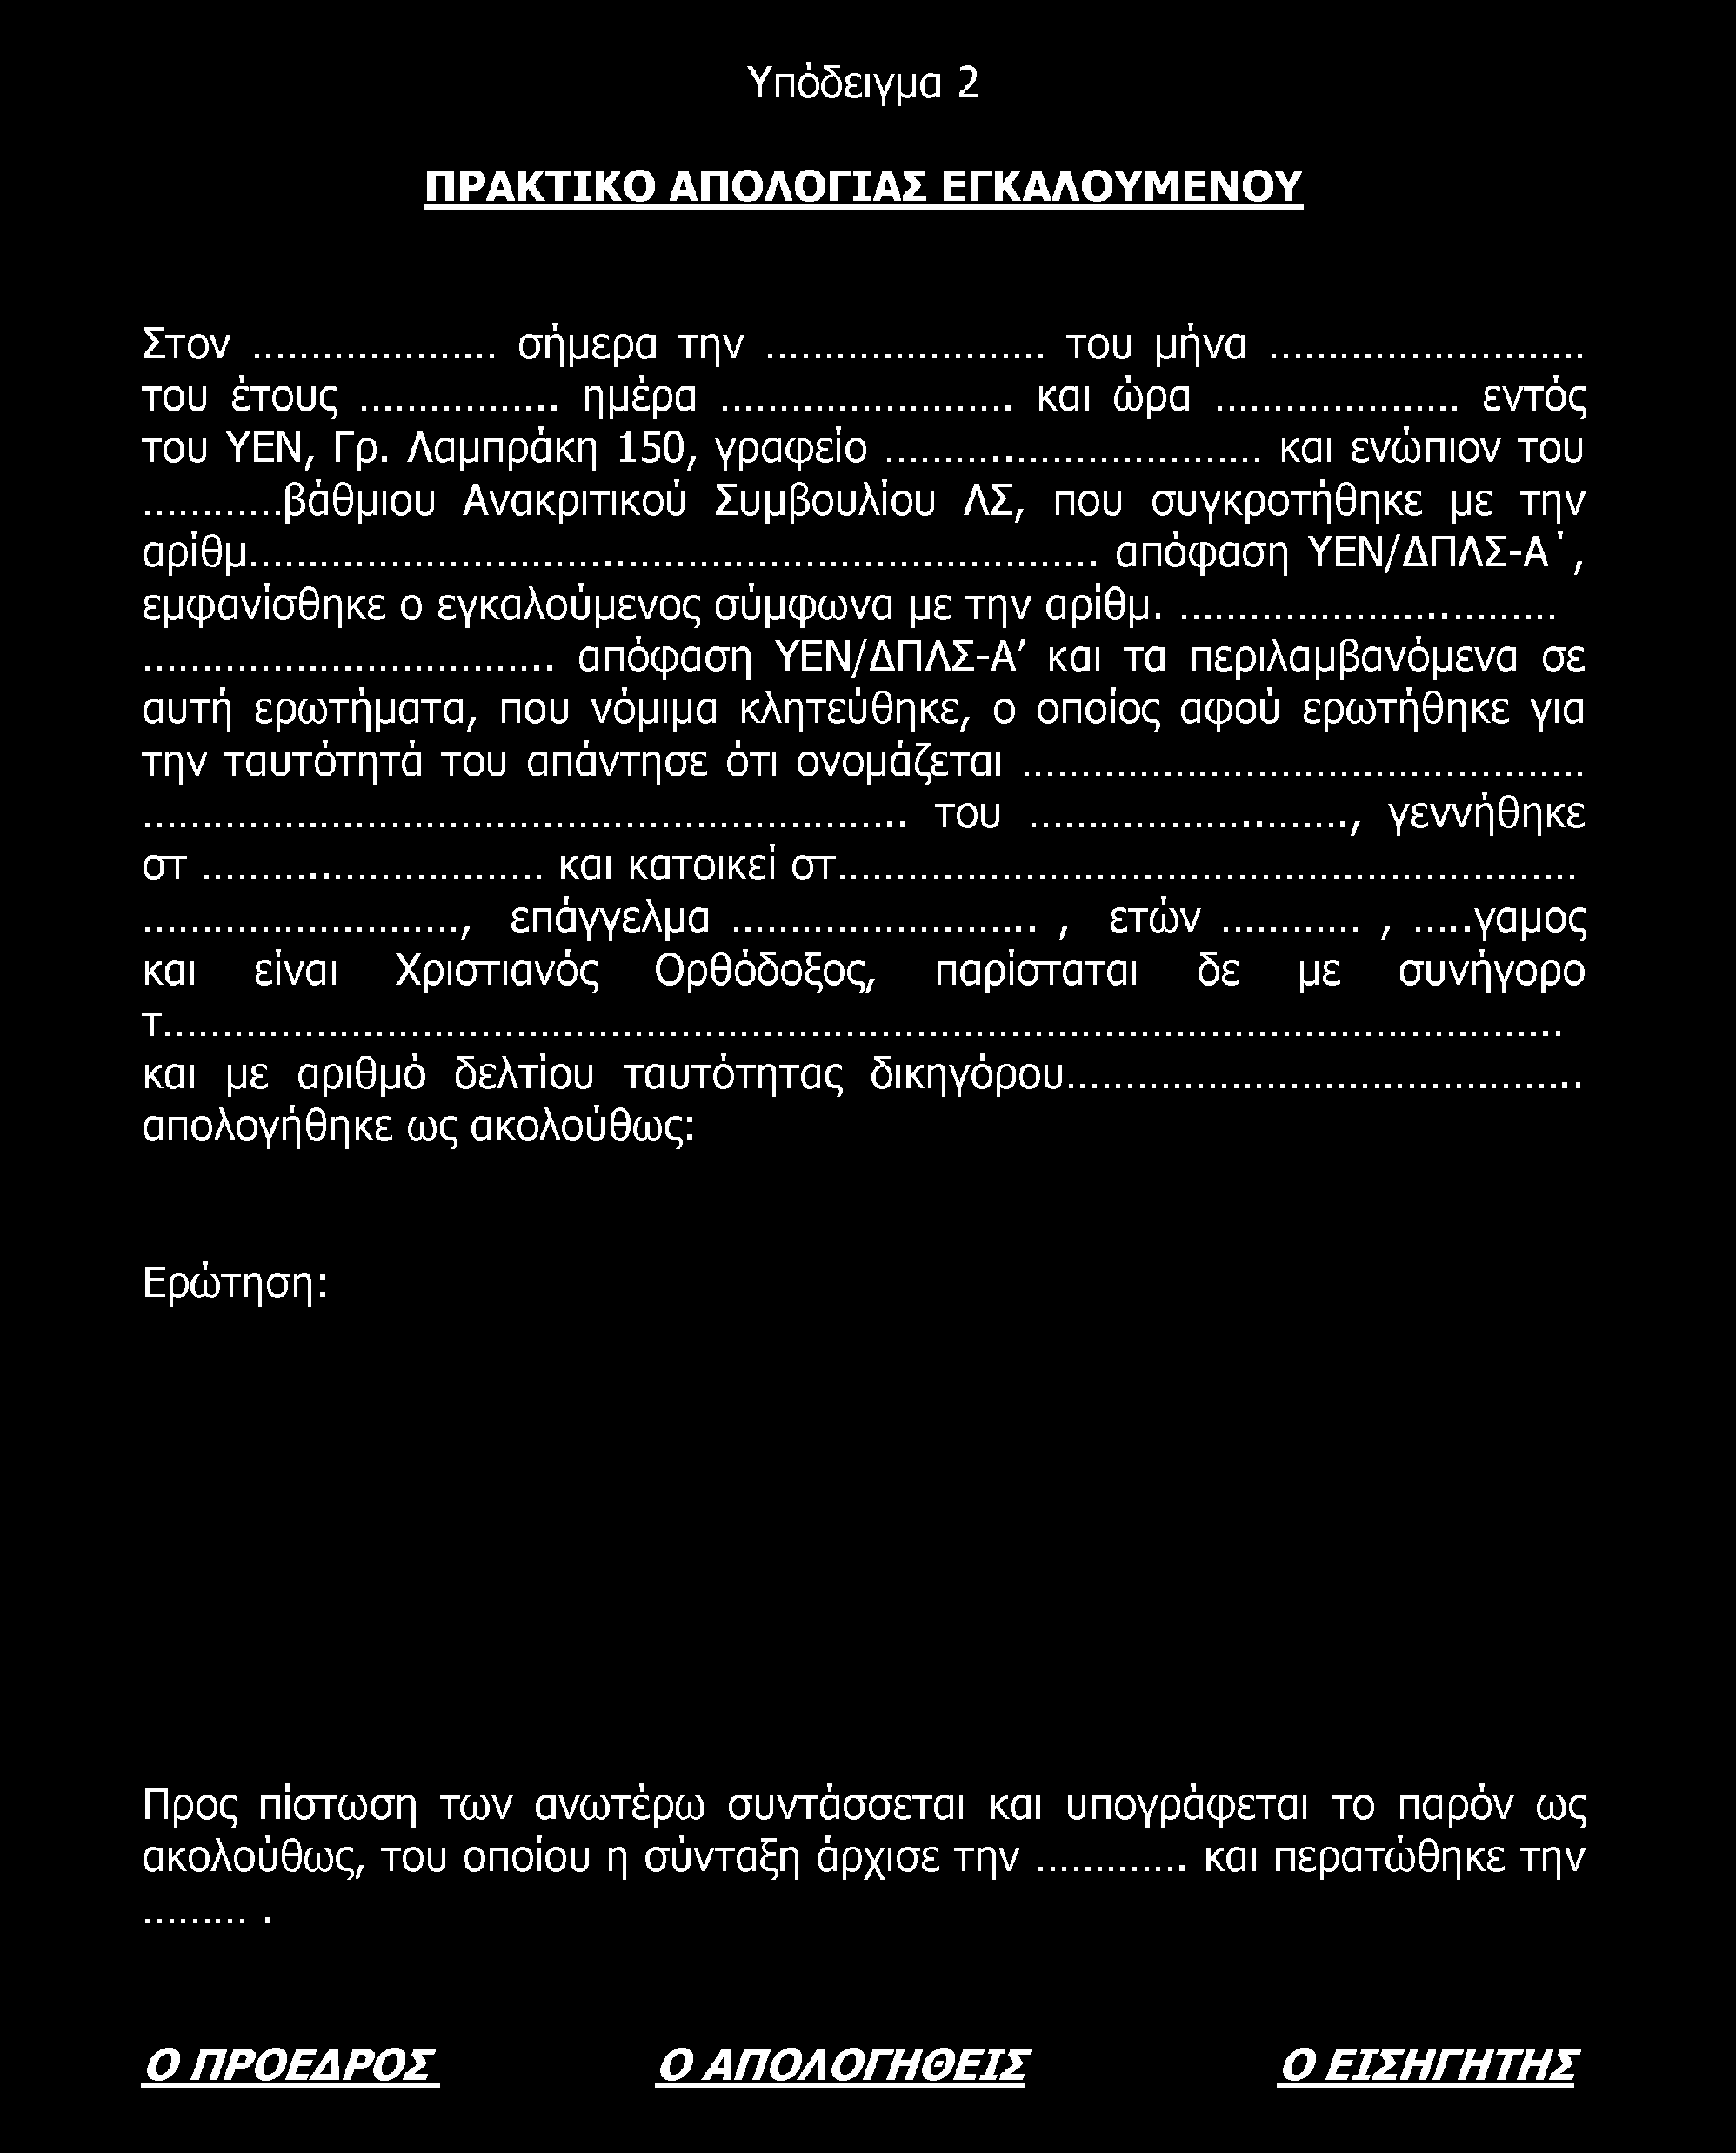 Υπόδειγμα 2
ΠΡΑΚΤΙΚΟ ΑΠΟΛΟΓΙΑΣ ΕΓΚΑΛΟΥΜΕΝΟΥ
Στον ..................... σήμερα την ........................ του μήνα ...........................
του έτους ................. ημέρα ......................... και ώρα ..................... εντός
του ΥΕΝ, Γρ. Λαμπράκη 150, γραφείο ................................ και ενώπιον του
............βάθμιου Ανακριτικού Συμβουλίου ΛΣ, που συγκροτήθηκε με την
αρίθμ........................................................................ απόφαση ΥΕΝ/ΔΠΛΣ-Α΄,
εμφανίσθηκε ο εγκαλούμενος σύμφωνα με την αρίθμ. ................................
................................... απόφαση ΥΕΝ/ΔΠΛΣ-Α' και τα περιλαμβανόμενα σε
αυτή ερωτήματα, που νόμιμα κλητεύθηκε, ο οποίος αφού ερωτήθηκε για
την ταυτότητά του απάντησε ότι ονομάζεται ................................................
................................................................. του ..........................., γεννήθηκε
στ ............................. και κατοικεί στ...............................................................
..........................., επάγγελμα .......................... , ετών ............ , .....γαμος
και είναι Χριστιανός Ορθόδοξος, παρίσταται δε με συνήγορο
τ.......................................................................................................................
και με αριθμό δελτίου ταυτότητας δικηγόρου............................................
απολογήθηκε ως ακολούθως:
Ερώτηση:
Προς πίστωση των ανωτέρω συντάσσεται και υπογράφεται το παρόν ως
ακολούθως, του οποίου η σύνταξη άρχισε την ............. και περατώθηκε την
......... .
Ο ΠΡΟΕΔΡΟΣ Ο ΑΠΟΛΟΓΗΘΕΙΣ Ο ΕΙΣΗΓΗΤΗΣ